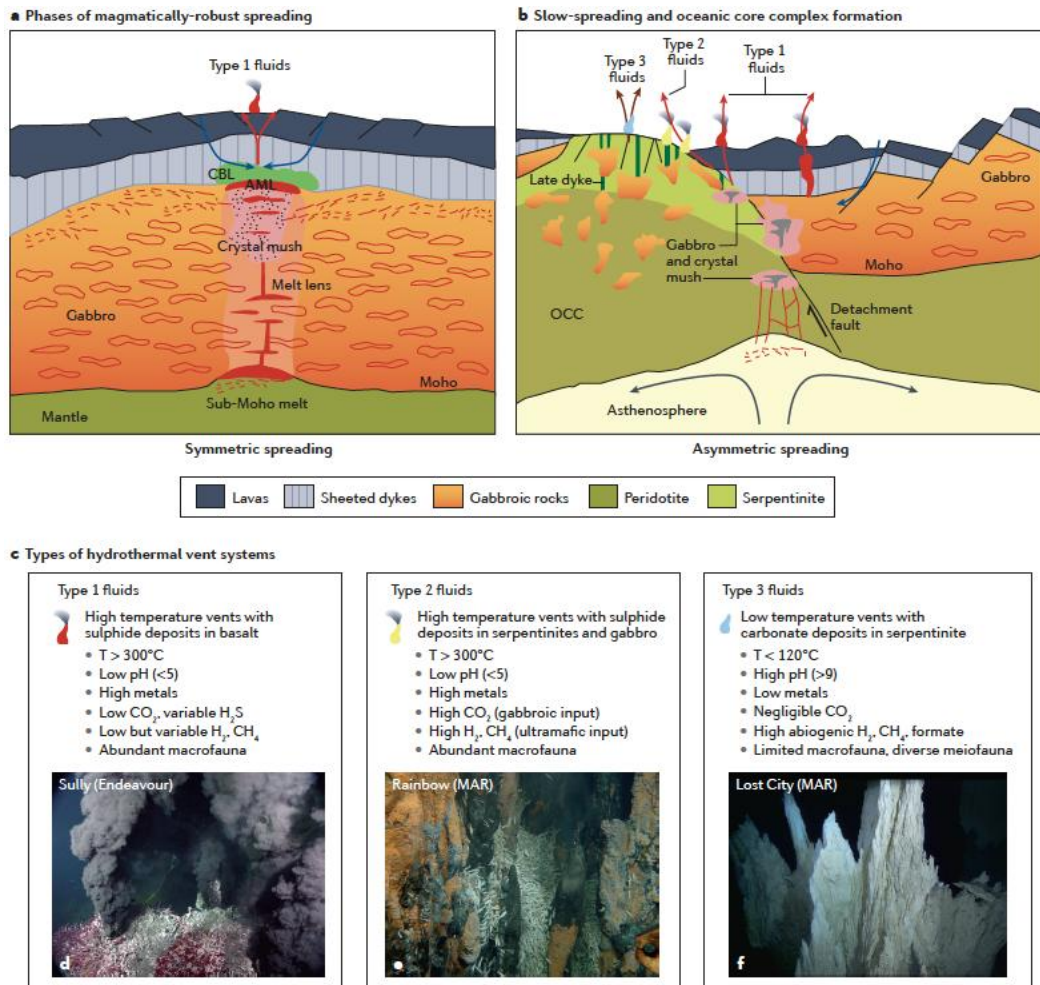 a Phases of magmatically-robust spreading
Type 1 fluids
CBL
AML
Crystal mush
Melt lens
Gabbro
Moho
Sub-Moho melt
Mantle
Symmetric spreading
b Slow-spreading and oceanic core complex formation
Type 3
fluids
Type 2
fluids
Type 1
fluids
Gabbro
Late dyke
Gabbro
and crystal
mush
Moho
OCC
Detachment
fault
Asthenosphere
Asymmetric spreading
Lavas
Sheeted dykes
Gabbroic rocks
Peridotite
Serpentinite
c Types of hydrothermal vent systems
Type 1 fluids
High temperature vents with
sulphide deposits in basalt
• T > 300°C
• Low pH (<5)
• High metals
• Low CO₂, variable H₂S
• Low but variable H₂, CH₄
• Abundant macrofauna
Sully (Endeavour)
d
Type 2 fluids
High temperature vents with sulphide
deposits in serpentinites and gabbro
• T > 300°C
• Low pH (<5)
• High metals
• High CO₂ (gabbroic input)
• High H₂, CH₄ (ultramafic input)
• Abundant macrofauna
Rainbow (MAR)
e
Type 3 fluids
Low temperature vents with
carbonate deposits in serpentinite
• T < 120°C
• High pH (>9)
• Low metals
• Negligible CO₂
• High abiogenic H₂, CH₄, formate
• Limited macrofauna, diverse meiofauna
Lost City (MAR)
f